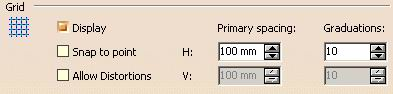 Grid
Display Primary spacing: Graduations:
Snap to point H: 100 mm 10
Allow Distortions V: 100 mm 10